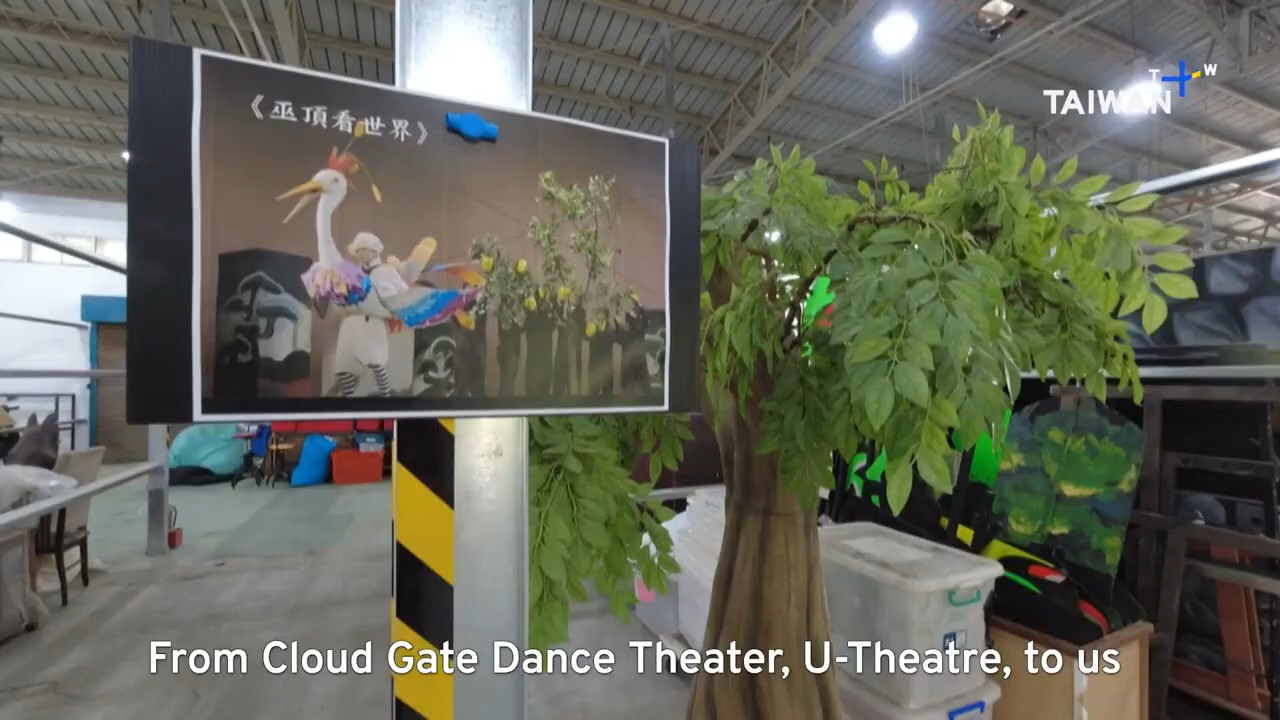 《巫頂看世界》
T W
TAIWAN
From Cloud Gate Dance Theater, U-Theatre, to us